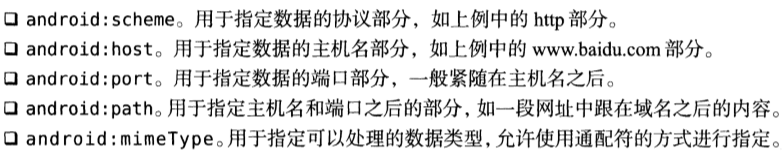 ❑ android:scheme。用于指定数据的协议部分，如上例中的 http 部分。
❑ android:host。用于指定数据的主机名部分，如上例中的 www.baidu.com 部分。
❑ android:port。用于指定数据的端口部分，一般紧随在主机名之后。
❑ android:path。用于指定主机名和端口之后的部分，如一段网址中跟在域名之后的内容。
❑ android:mimeType。用于指定可以处理的数据类型，允许使用通配符的方式进行指定。